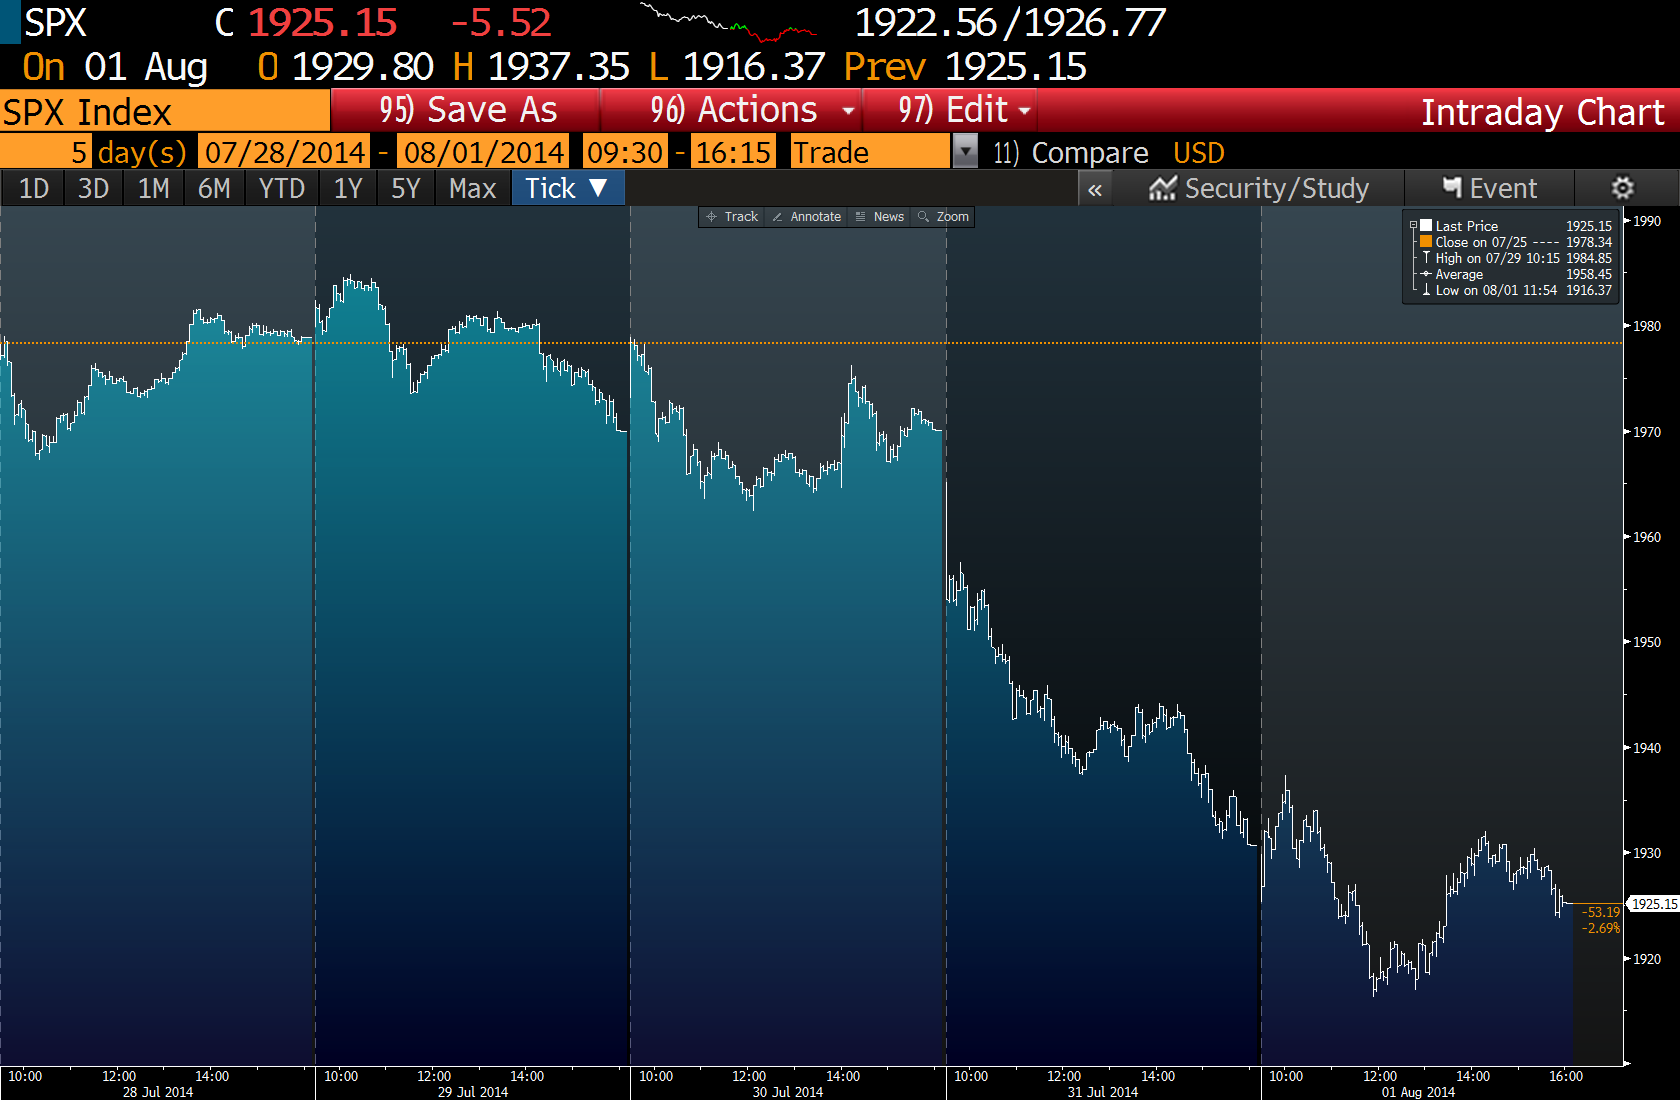 SPX C 1925.15 -5.52 1922.56/1926.77
On 01 Aug O 1929.80 H 1937.35 L 1916.37 Prev 1925.15
SPX Index 95) Save As 96) Actions 97) Edit Intraday Chart
5 day(s) 07/28/2014 - 08/01/2014 09:30 - 16:15 Trade 11) Compare USD
1D 3D 1M 6M YTD 1Y 5Y Max Tick ▼ « Security/Study Event
Track Annotate News Zoom
Last Price 1925.15
Close on 07/25 ---- 1978.34
High on 07/29 10:15 1984.85
Average 1958.45
Low on 08/01 11:54 1916.37
1990
1980
1970
1960
1950
1940
1930
1925.15
-53.19
-2.69%
1920
10:00 12:00 14:00 10:00 12:00 14:00 10:00 12:00 14:00 10:00 12:00 14:00 10:00 12:00 14:00 16:00
28 Jul 2014 29 Jul 2014 30 Jul 2014 31 Jul 2014 01 Aug 2014